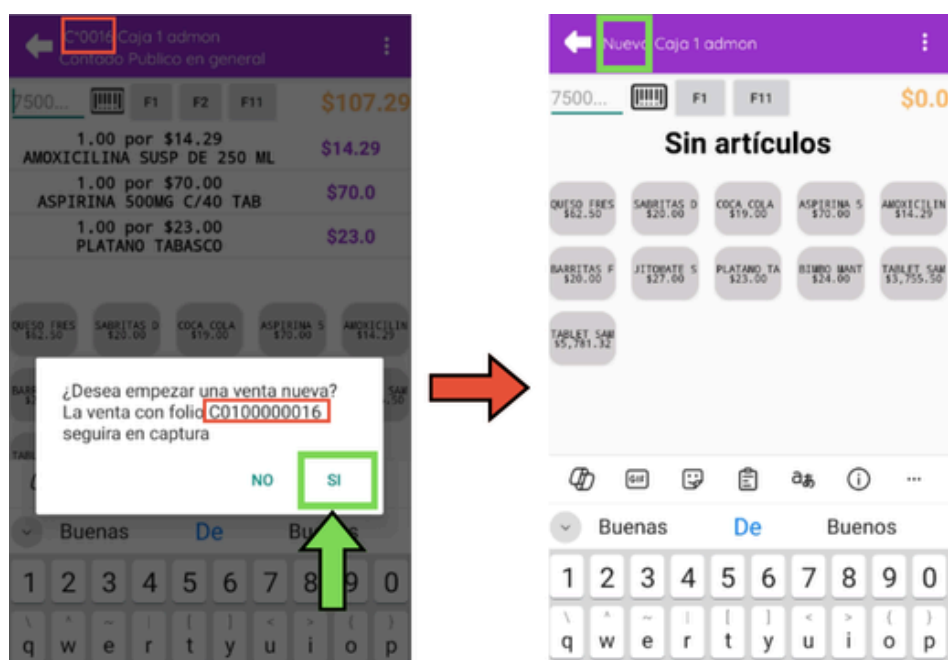 C*0016 Caja 1 admon
Contado Publico en general
7500... F1 F2 F11 $107.29
1.00 por $14.29
AMOXICILINA SUSP DE 250 ML $14.29
1.00 por $70.00
ASPIRINA 500MG C/40 TAB $70.0
1.00 por $23.00
PLATANO TABASCO $23.0
QUESO FRES SABRITAS D COCA COLA ASPIRINA S AMOXICILIN
$62.50 $20.00 $19.00 $70.00 $14.29
¿Desea empezar una venta nueva?
La venta con folio C0100000016
seguira en captura
NO SI
Buenas De
1 2 3 4 5 6 7 8 9 0
q w e r t y u i o p
Nuevo Caja 1 admon
7500... F1 F11 $0.0
Sin artículos
QUESO FRES SABRITAS D COCA COLA ASPIRINA S AMOXICILIN
$62.50 $20.00 $19.00 $70.00 $14.29
BARRITAS F JITOMATE S PLATANO TA BIMBO MANT TABLET SAM
$20.00 $27.00 $23.00 $24.00 $3,755.50
TABLET SAM
$5,781.32
GIF
Buenas De Buenos
1 2 3 4 5 6 7 8 9 0
q w e r t y u i o p